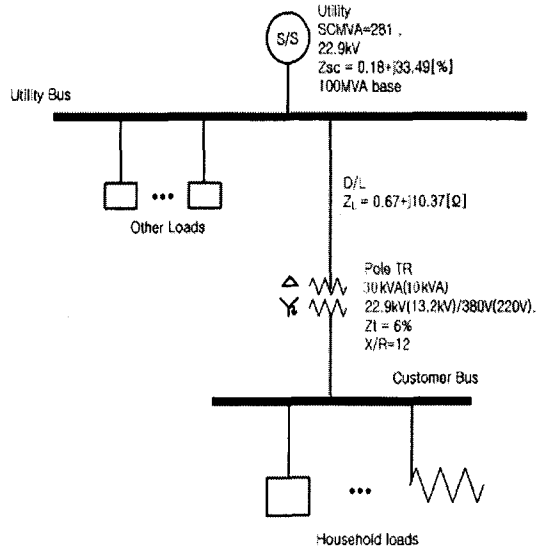 Utility
SCMVA=281 ,
22.9kV
Zsc = 0.18+j33.49[%]
100MVA base
S/S
Utility Bus
D/L
ZL = 0.67+j10.37[Ω]
Other Loads
Pole TR
30kVA(10kVA)
22.9kV(13.2kV)/380V(220V),
Zt = 6%
X/R=12
Customer Bus
Household loads